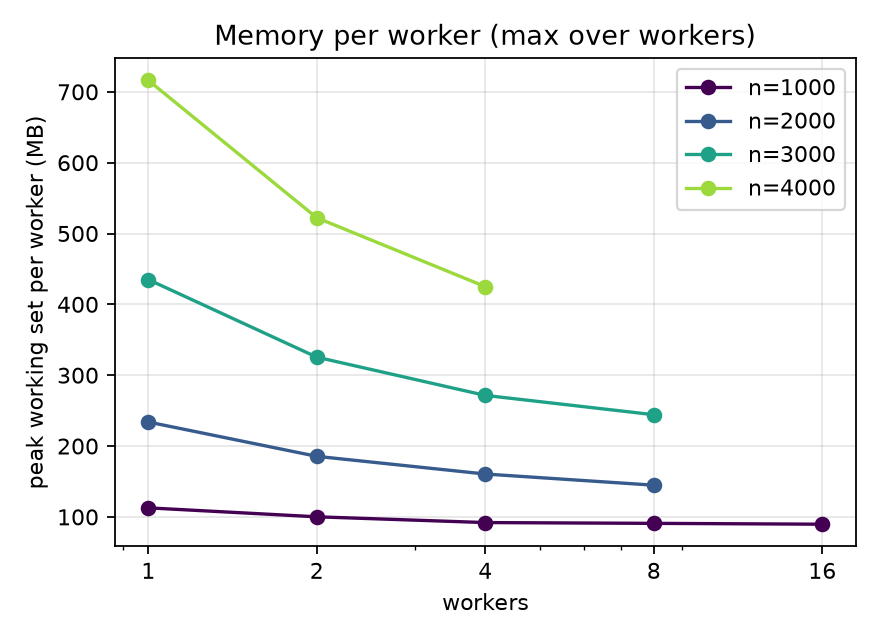 Memory per worker (max over workers)
peak working set per worker (MB)
700
600
500
400
300
200
100
n=1000
n=2000
n=3000
n=4000
1 2 4 8 16
workers